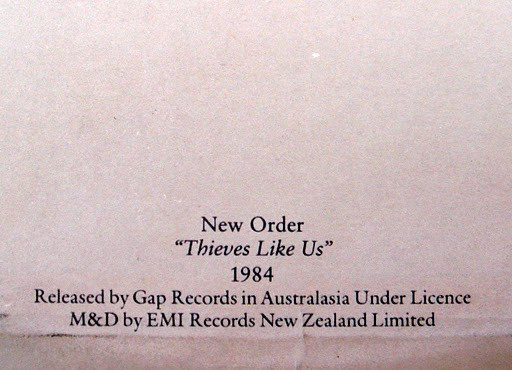 New Order
“Thieves Like Us”
1984
Released by Gap Records in Australasia Under Licence
M&D by EMI Records New Zealand Limited